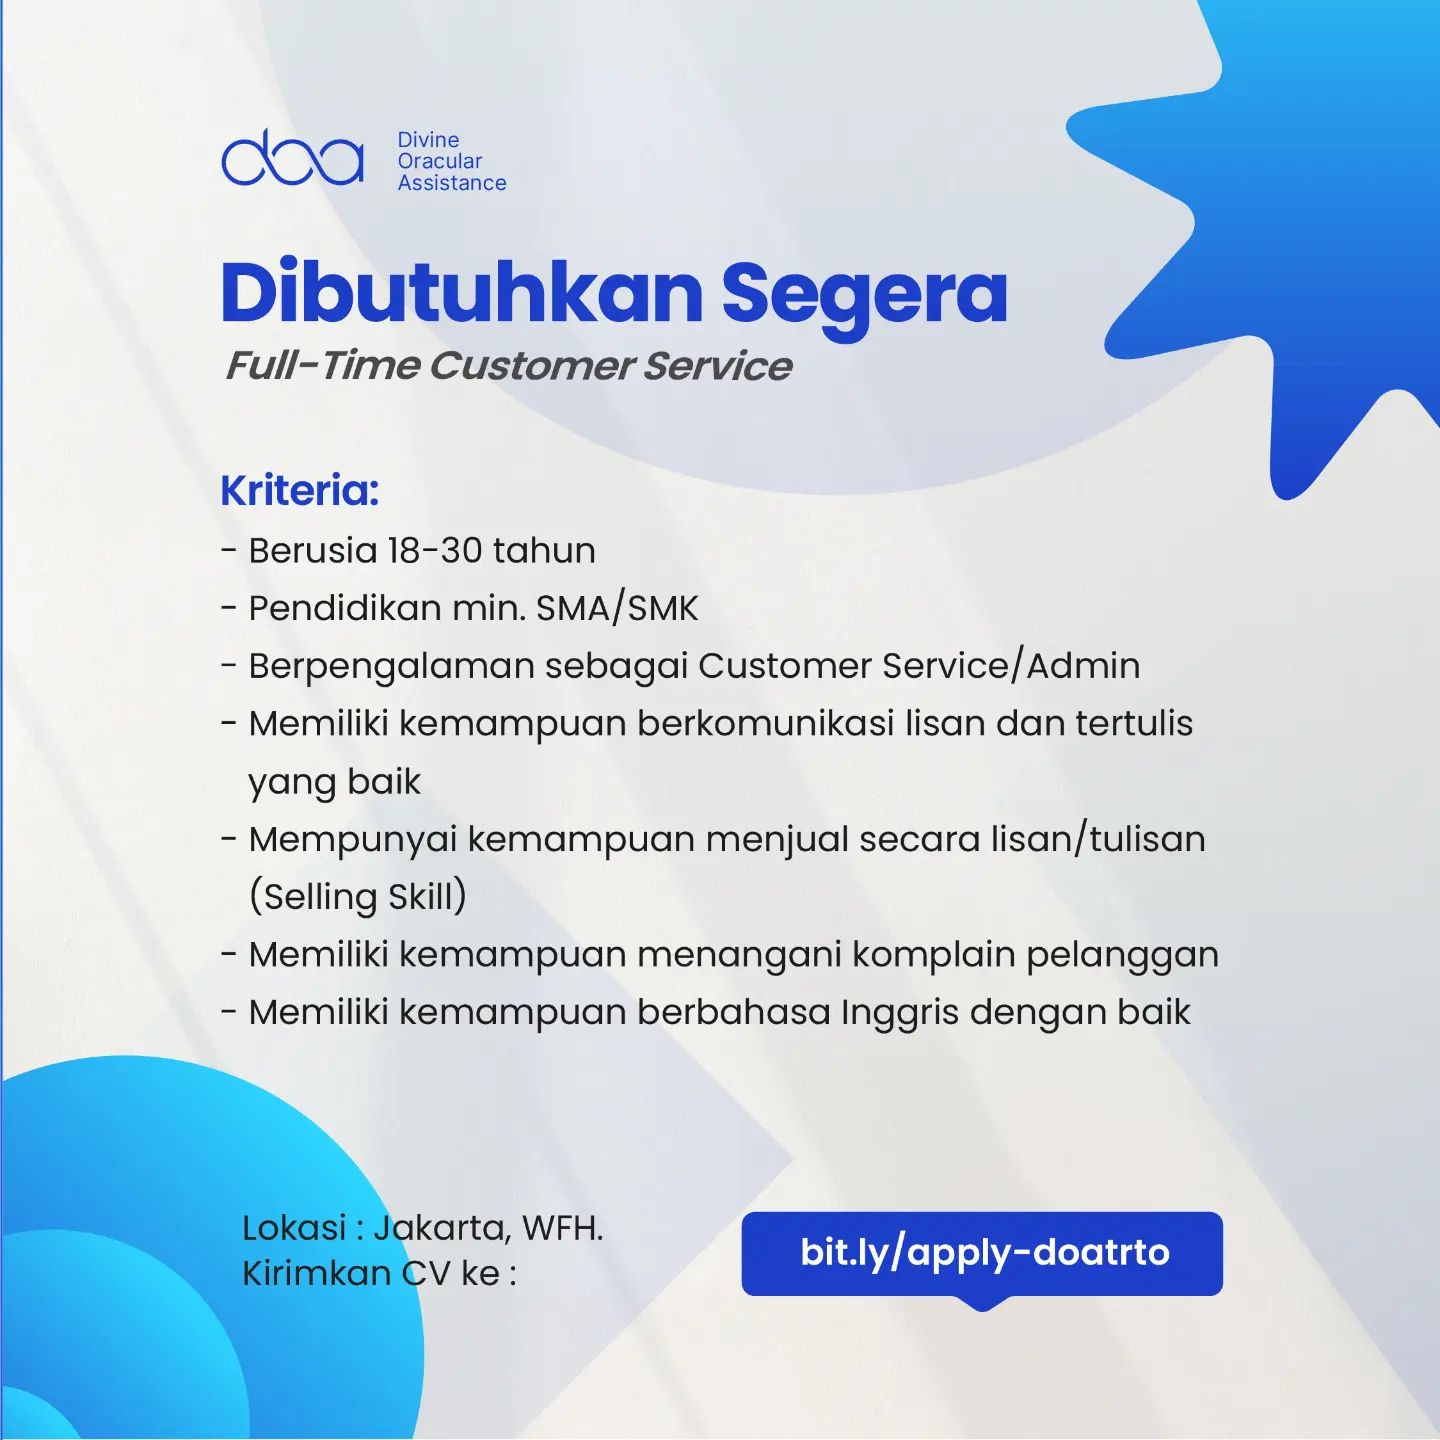 doa
Divine
Oracular
Assistance
Dibutuhkan Segera
Full-Time Customer Service
Kriteria:
- Berusia 18-30 tahun
- Pendidikan min. SMA/SMK
- Berpengalaman sebagai Customer Service/Admin
- Memiliki kemampuan berkomunikasi lisan dan tertulis
yang baik
- Mempunyai kemampuan menjual secara lisan/tulisan
(Selling Skill)
- Memiliki kemampuan menangani komplain pelanggan
- Memiliki kemampuan berbahasa Inggris dengan baik
Lokasi : Jakarta, WFH.
Kirimkan CV ke :
bit.ly/apply-doatrto